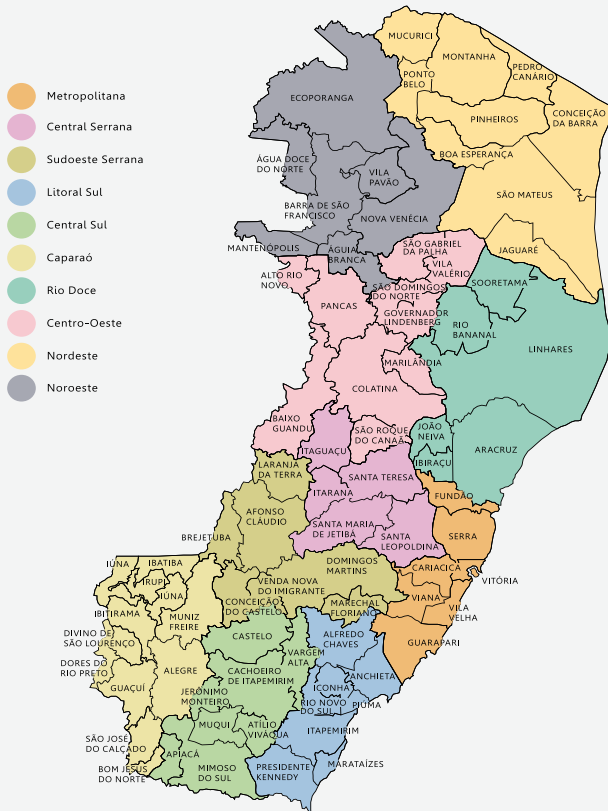 Metropolitana
Central Serrana
Sudoeste Serrana
Litoral Sul
Central Sul
Caparaó
Rio Doce
Centro-Oeste
Nordeste
Noroeste
MUCURICI
MONTANHA
PEDRO
CANÁRIO
PONTO
BELO
ECOPORANGA
PINHEIROS
CONCEIÇÃO
DA BARRA
BOA ESPERANÇA
ÁGUA DOCE
DO NORTE
VILA
PAVÃO
SÃO MATEUS
BARRA DE SÃO
FRANCISCO
NOVA VENÉCIA
MANTENÓPOLIS
ÁGUIA
BRANCA
SÃO GABRIEL
DA PALHA
JAGUARÉ
VILA
VALÉRIO
ALTO RIO
NOVO
SOORETAMA
SÃO DOMINGOS
DO NORTE
PANCAS
GOVERNADOR
LINDENBERG
RIO
BANANAL
LINHARES
MARILÂNDIA
COLATINA
BAIXO
GUANDU
SÃO ROQUE
DO CANAÃ
JOÃO
NEIVA
ARACRUZ
ITAGUAÇU
IBIRAÇU
LARANJA
DA TERRA
SANTA TERESA
ITARANA
FUNDÃO
AFONSO
CLÁUDIO
SANTA MARIA
DE JETIBÁ
SANTA
LEOPOLDINA
SERRA
BREJETUBA
IÚNA
IBATIBA
DOMINGOS
MARTINS
CARIACICA
IRUPI
VENDA NOVA
DO IMIGRANTE
VITÓRIA
IÚNA
VIANA
CONCEIÇÃO
DO CASTELO
MARECHAL
FLORIANO
VILA
VELHA
IBITIRAMA
MUNIZ
FREIRE
DIVINO DE
SÃO LOURENÇO
CASTELO
ALFREDO
CHAVES
GUARAPARI
VARGEM
ALTA
DORES DO
RIO PRETO
ALEGRE
CACHOEIRO
DE ITAPEMIRIM
ANCHIETA
GUAÇUÍ
ICONHA
JERÔNIMO
MONTEIRO
RIO NOVO
DO SUL
PIÚMA
MUQUI
ATÍLIO
VIVÁQUA
ITAPEMIRIM
SÃO JOSÉ
DO CALÇADO
APIACÁ
MARATAÍZES
BOM JESUS
DO NORTE
MIMOSO
DO SUL
PRESIDENTE
KENNEDY